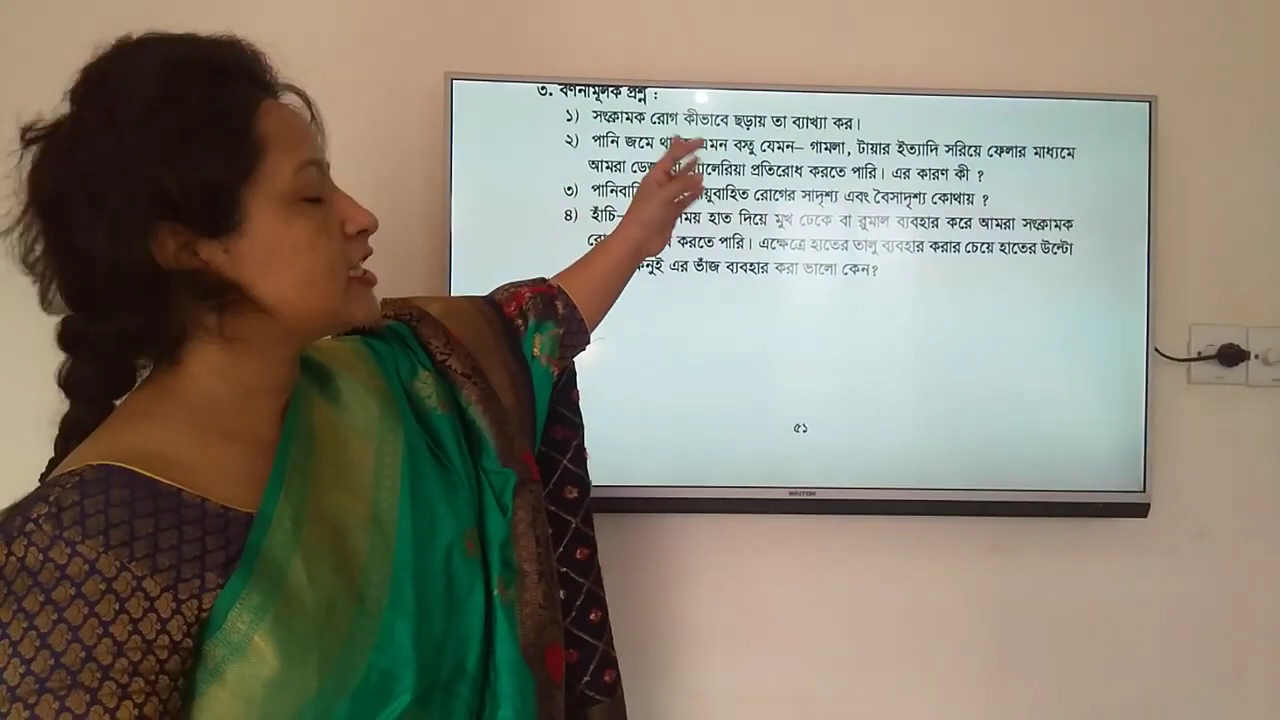 ৩. বর্ণনামূলক প্রশ্ন :
১) সংক্রামক রোগ কীভাবে ছড়ায় তা ব্যাখ্যা কর।
২) পানি জমে এমন বস্তু যেমন– গামলা, টায়ার ইত্যাদি সরিয়ে ফেলার মাধ্যমে
আমরা ম্যালেরিয়া প্রতিরোধ করতে পারি। এর কারণ কী ?
৩) বায়ুবাহিত রোগের সাদৃশ্য এবং বৈসাদৃশ্য কোথায় ?
৪) হাঁচি– হাত দিয়ে মুখ ঢেকে বা রুমাল ব্যবহার করে আমরা সংক্রামক
করতে পারি। এক্ষেত্রে হাতের তালু ব্যবহার করার চেয়ে হাতের উল্টো
এর ভাঁজ ব্যবহার করা ভালো কেন?
৫১
WALTON